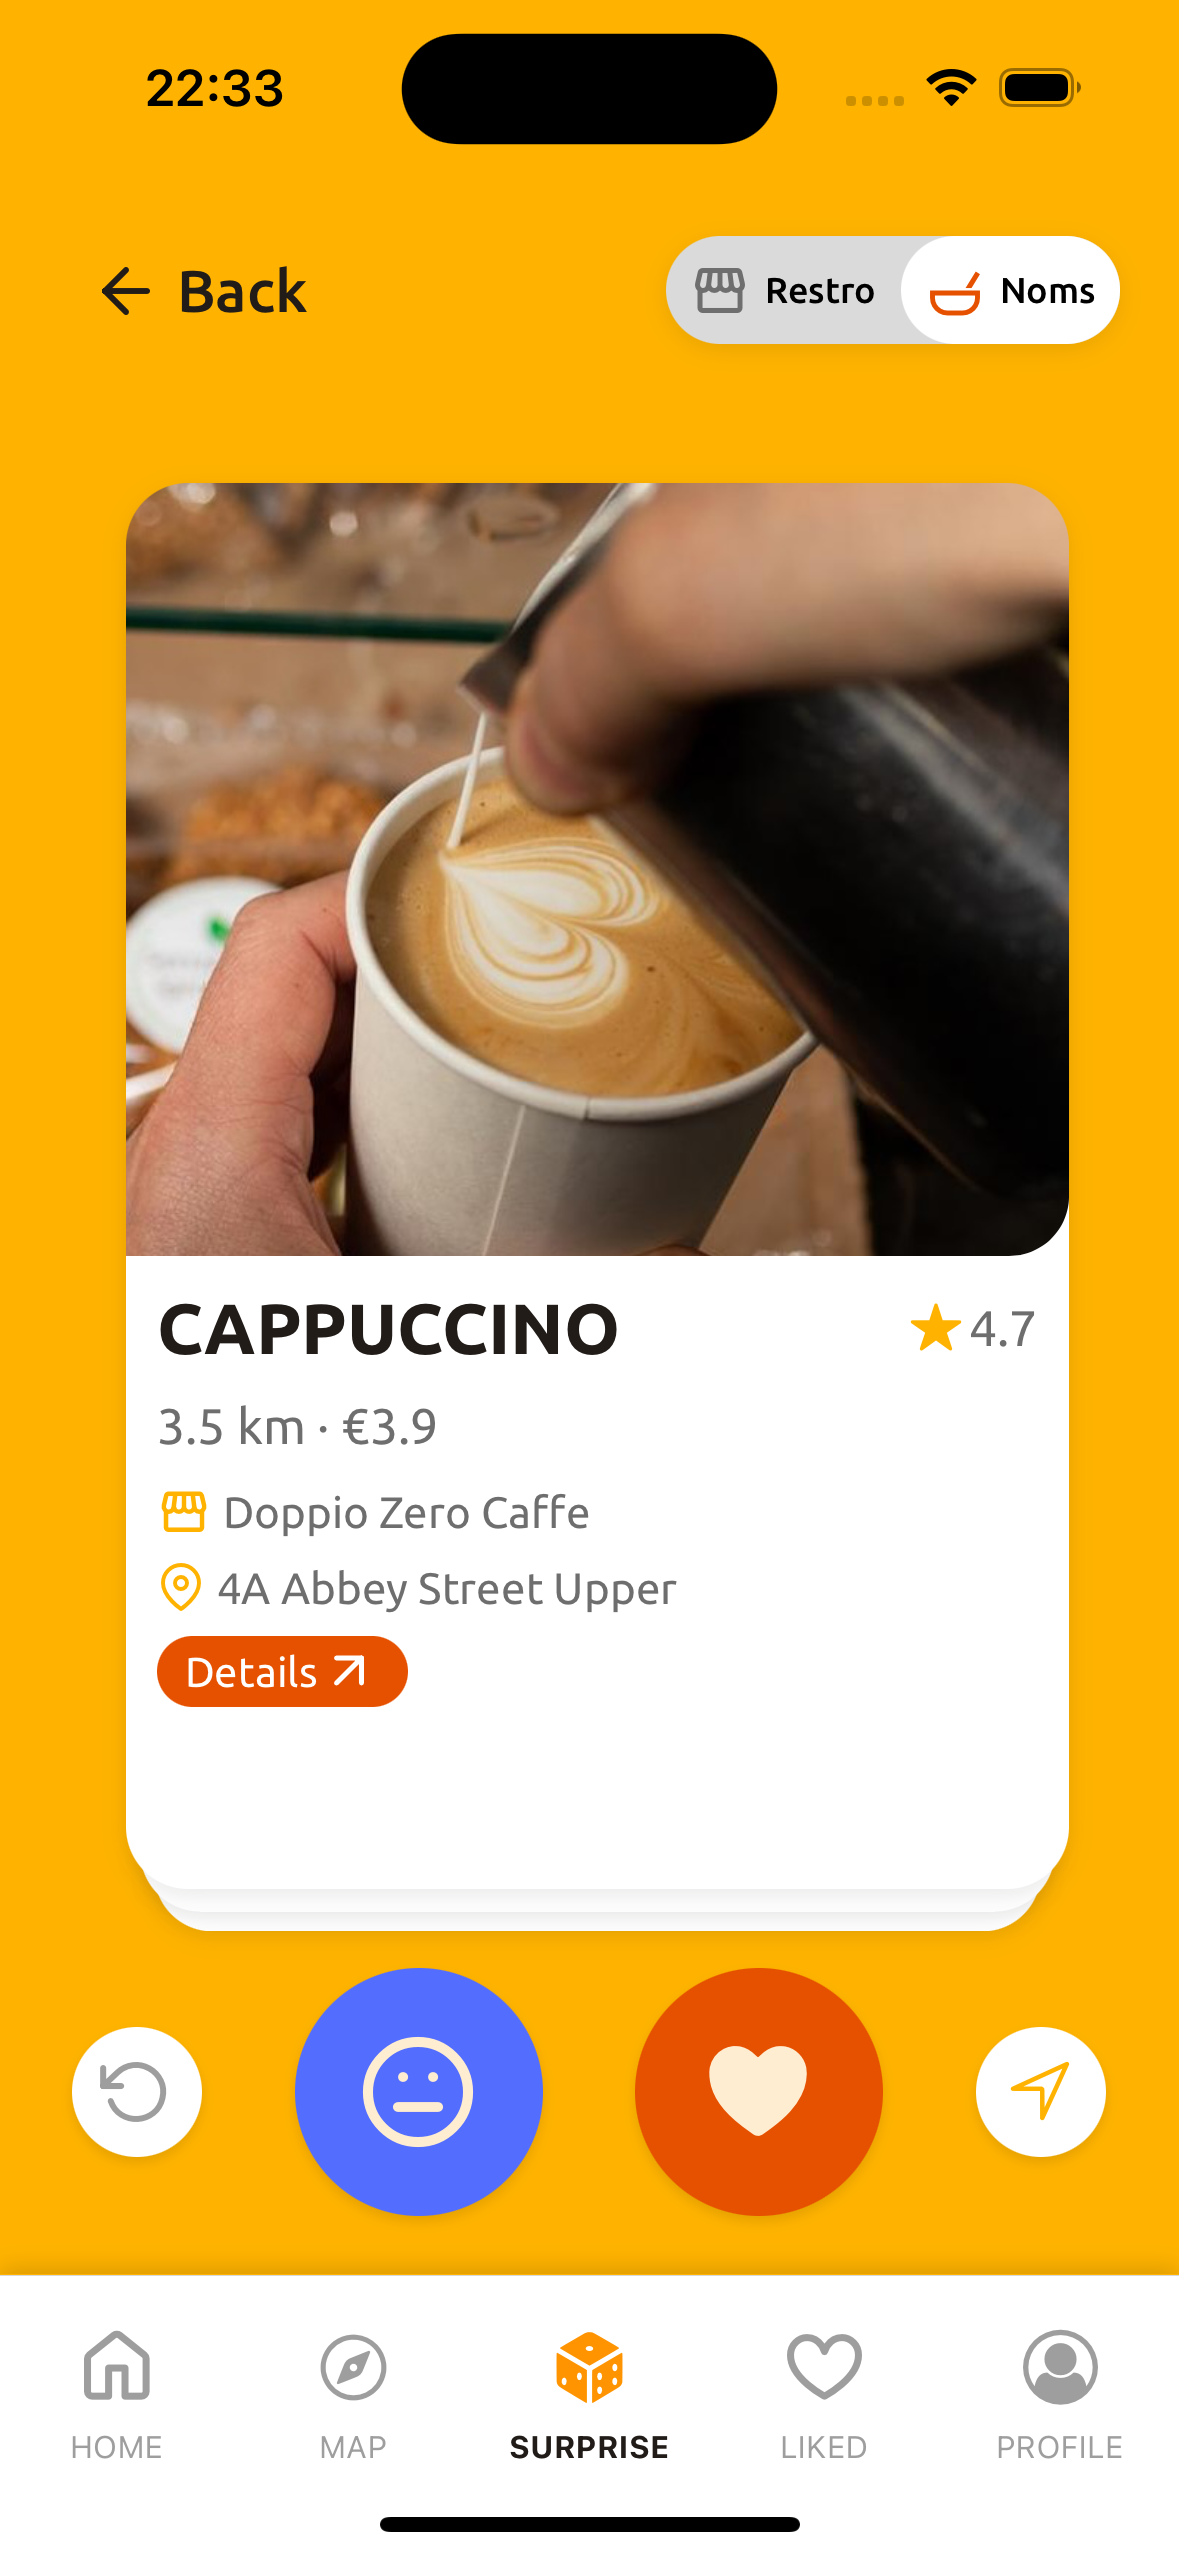 22:33
Back
Restro
Noms
CAPPUCCINO
4.7
3.5 km · €3.9
Doppio Zero Caffe
4A Abbey Street Upper
Details
HOME
MAP
SURPRISE
LIKED
PROFILE